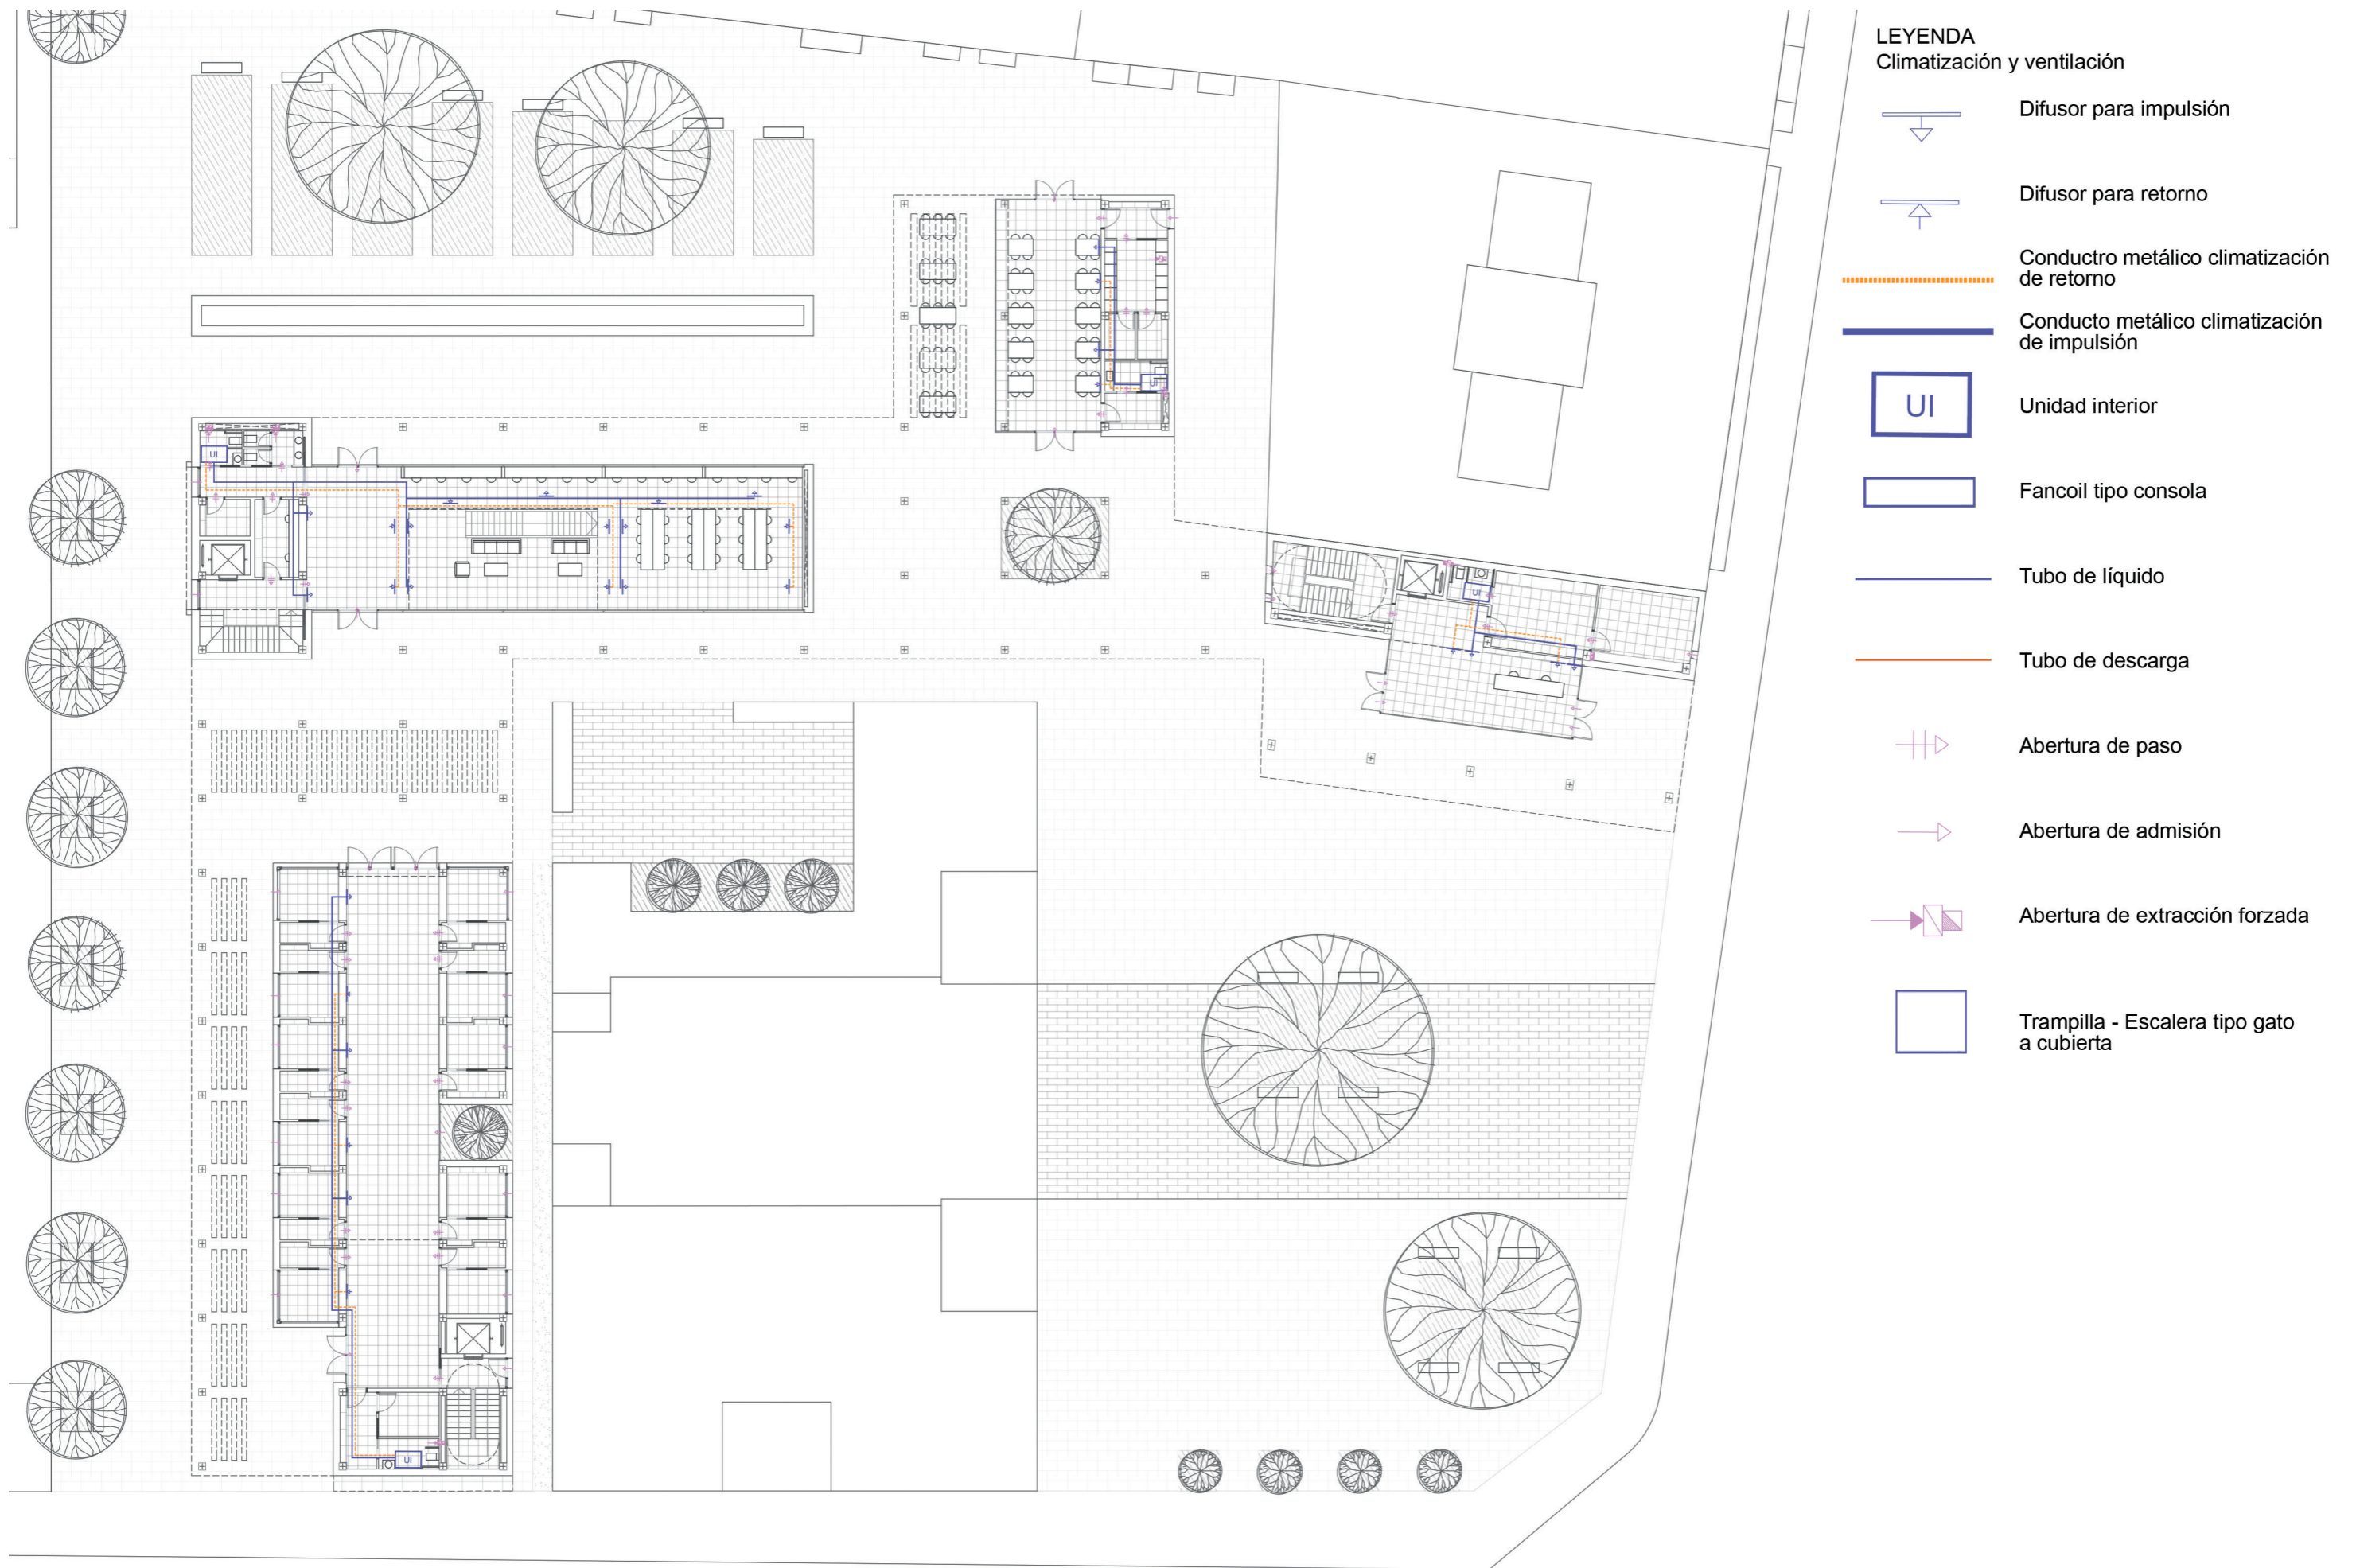 LEYENDA
Climatización y ventilación
Difusor para impulsión
Difusor para retorno
Conductro metálico climatización
de retorno
Conducto metálico climatización
de impulsión
UI
Unidad interior
Fancoil tipo consola
Tubo de líquido
Tubo de descarga
Abertura de paso
Abertura de admisión
Abertura de extracción forzada
Trampilla - Escalera tipo gato
a cubierta
UI
UI
UI
UI